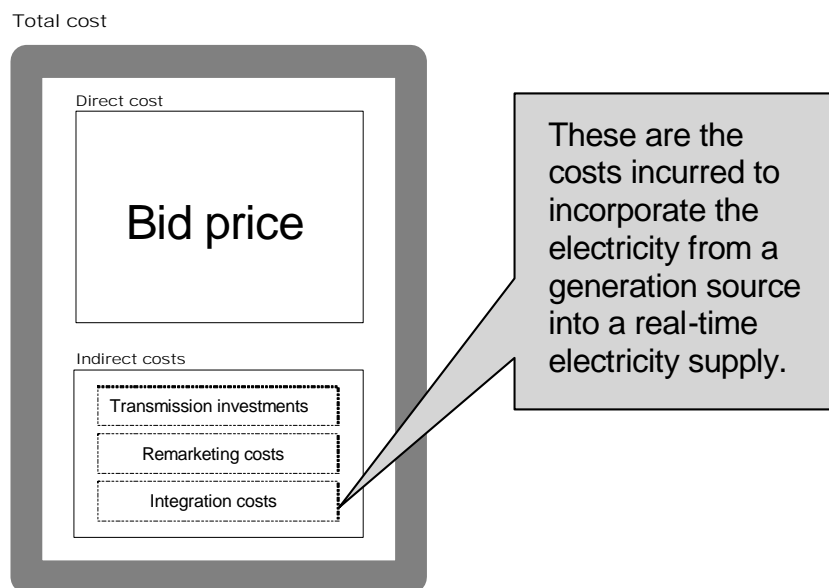 Total cost
Direct cost
Bid price
Indirect costs
Transmission investments
Remarketing costs
Integration costs
These are the
costs incurred to
incorporate the
electricity from a
generation source
into a real-time
electricity supply.